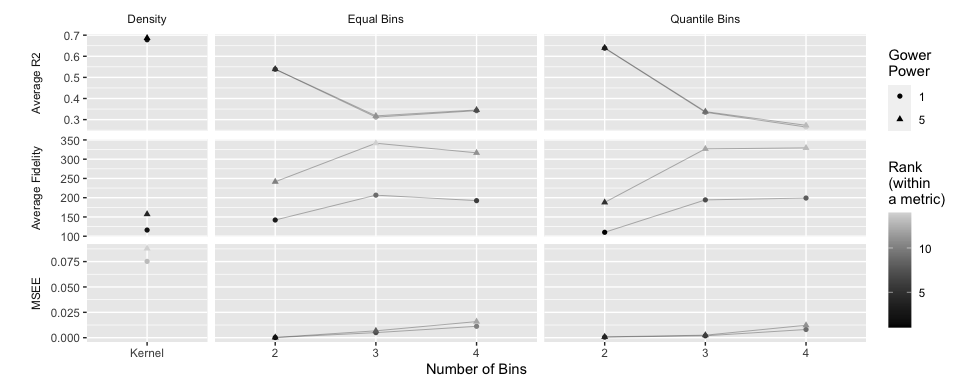 Density Equal Bins Quantile Bins
Average R2
0.7
0.6
0.5
0.4
0.3
Average Fidelity
350
300
250
200
150
100
MSEE
0.075
0.050
0.025
0.000
Kernel 2 3 4 2 3 4
Number of Bins
Gower
Power
1
5
Rank
(within
a metric)
10
5